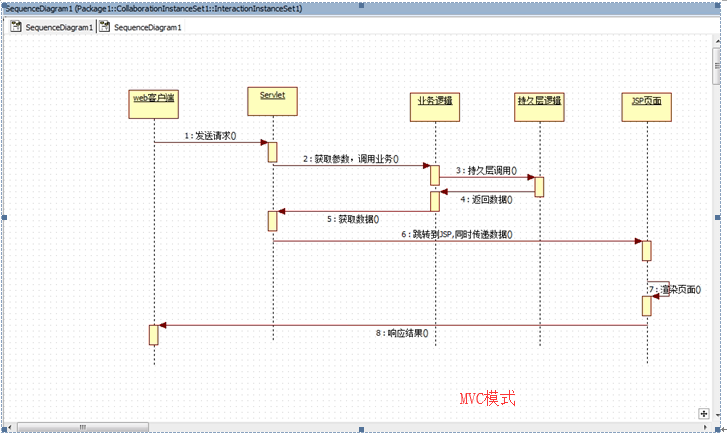 SequenceDiagram1 (Package1::CollaborationInstanceSet1::InteractionInstanceSet1)
SequenceDiagram1 SequenceDiagram1
web客户端 Servlet 业务逻辑 持久层逻辑 JSP页面
1 : 发送请求()
2 : 获取参数，调用业务()
3 : 持久层调用()
4 : 返回数据()
5 : 获取数据()
6 : 跳转到JSP,同时传递数据()
7 : 渲染页面()
8 : 响应结果()
MVC模式